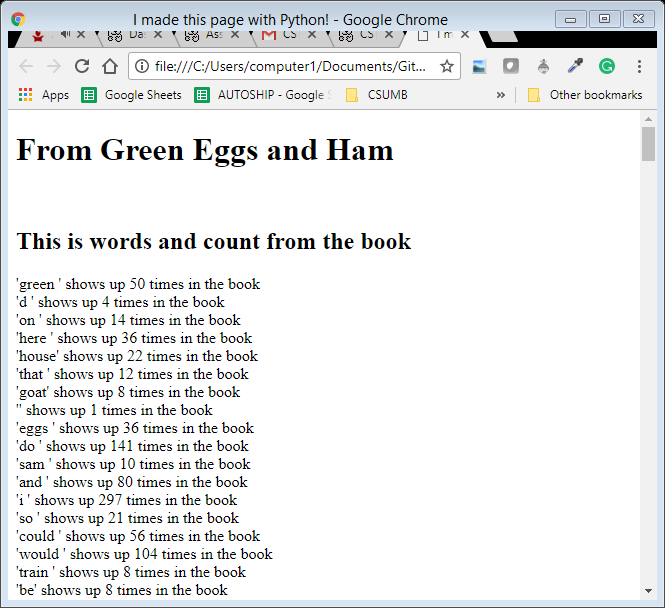 I made this page with Python! - Google Chrome
Da
Ass
CS
CS
I m
file:///C:/Users/computer1/Documents/Git...
Apps
Google Sheets
AUTOSHIP - Google S
CSUMB
»
Other bookmarks
From Green Eggs and Ham
This is words and count from the book
'green ' shows up 50 times in the book
'd ' shows up 4 times in the book
'on ' shows up 14 times in the book
'here ' shows up 36 times in the book
'house' shows up 22 times in the book
'that ' shows up 12 times in the book
'goat' shows up 8 times in the book
'' shows up 1 times in the book
'eggs ' shows up 36 times in the book
'do ' shows up 141 times in the book
'sam ' shows up 10 times in the book
'and ' shows up 80 times in the book
'i ' shows up 297 times in the book
'so ' shows up 21 times in the book
'could ' shows up 56 times in the book
'would ' shows up 104 times in the book
'train ' shows up 8 times in the book
'be' shows up 8 times in the book